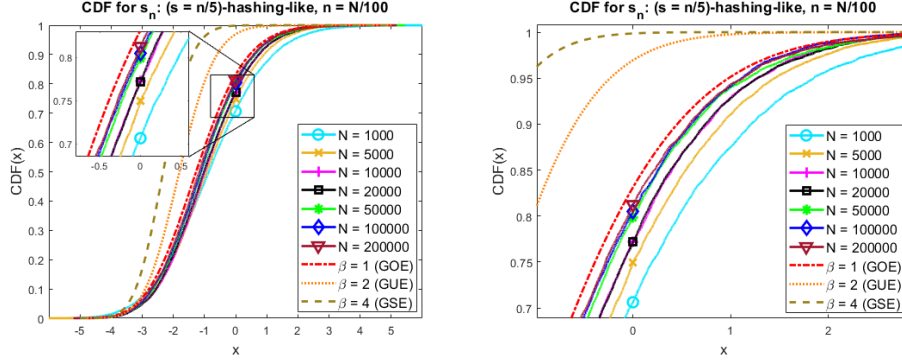 CDF for s_n: (s = n/5)-hashing-like, n = N/100
CDF(x)
1
0.9
0.8
0.7
0.6
0.5
0.4
0.3
0.2
0.1
0
0.8
0.75
0.7
-0.5
0
0.5
N = 1000
N = 5000
N = 10000
N = 20000
N = 50000
N = 100000
N = 200000
β = 1 (GOE)
β = 2 (GUE)
β = 4 (GSE)
-5
-4
-3
-2
-1
0
1
2
3
4
5
x
CDF for s_n: (s = n/5)-hashing-like, n = N/100
CDF(x)
1
0.95
0.9
0.85
0.8
0.75
0.7
N = 1000
N = 5000
N = 10000
N = 20000
N = 50000
N = 100000
N = 200000
β = 1 (GOE)
β = 2 (GUE)
β = 4 (GSE)
0
1
2
x